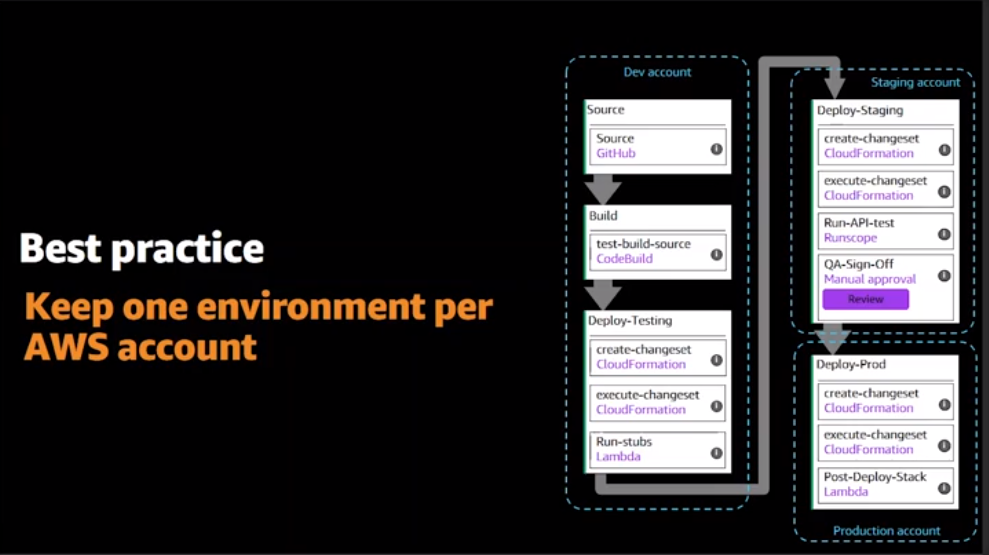 Best practice
Keep one environment per
AWS account
Dev account
Source
Source
GitHub
Build
test-build-source
CodeBuild
Deploy-Testing
create-changeset
CloudFormation
execute-changeset
CloudFormation
Run-stubs
Lambda
Staging account
Deploy-Staging
create-changeset
CloudFormation
execute-changeset
CloudFormation
Run-API-test
Runscope
QA-Sign-Off
Manual approval
Review
Deploy-Prod
create-changeset
CloudFormation
execute-changeset
CloudFormation
Post-Deploy-Stack
Lambda
Production account